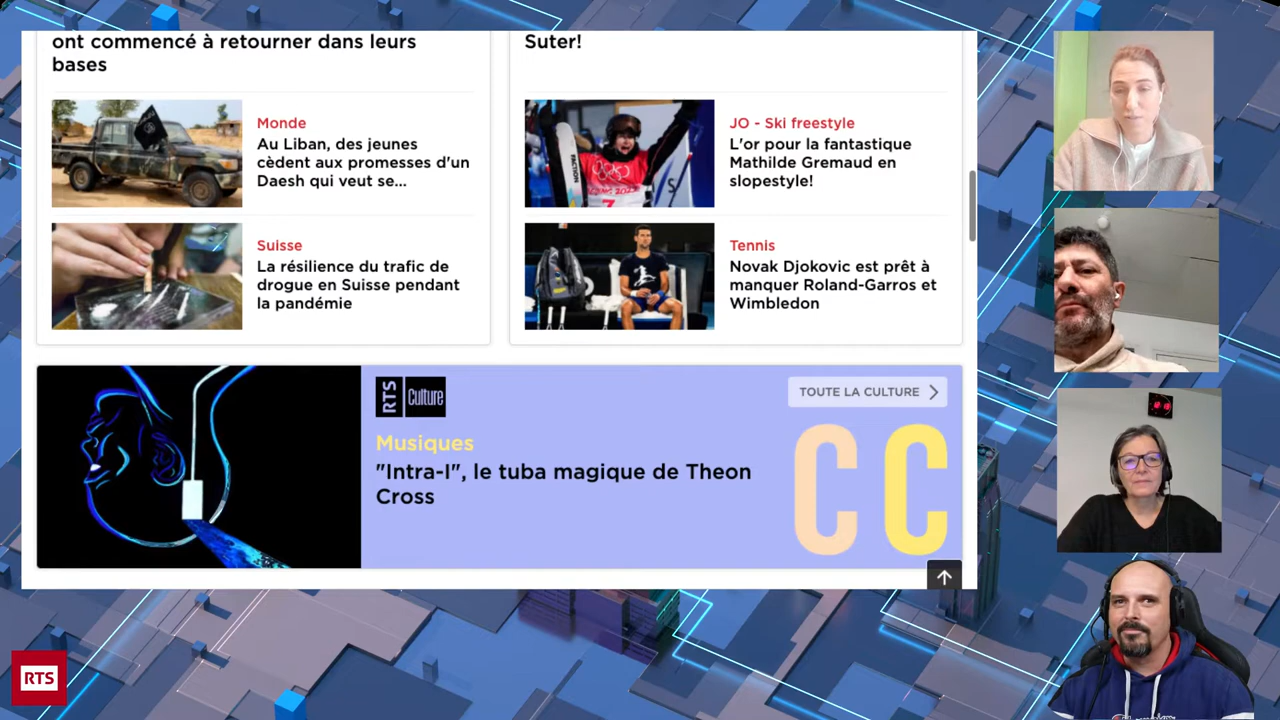 ont commencé à retourner dans leurs
bases
Monde
Au Liban, des jeunes
cèdent aux promesses d'un
Daesh qui veut se...
Suisse
La résilience du trafic de
drogue en Suisse pendant
la pandémie
Suter!
JO - Ski freestyle
L'or pour la fantastique
Mathilde Gremaud en
slopestyle!
Tennis
Novak Djokovic est prêt à
manquer Roland-Garros et
Wimbledon
RTS Culture
TOUTE LA CULTURE
Musiques
"Intra-I", le tuba magique de Theon
Cross
CC
RTS